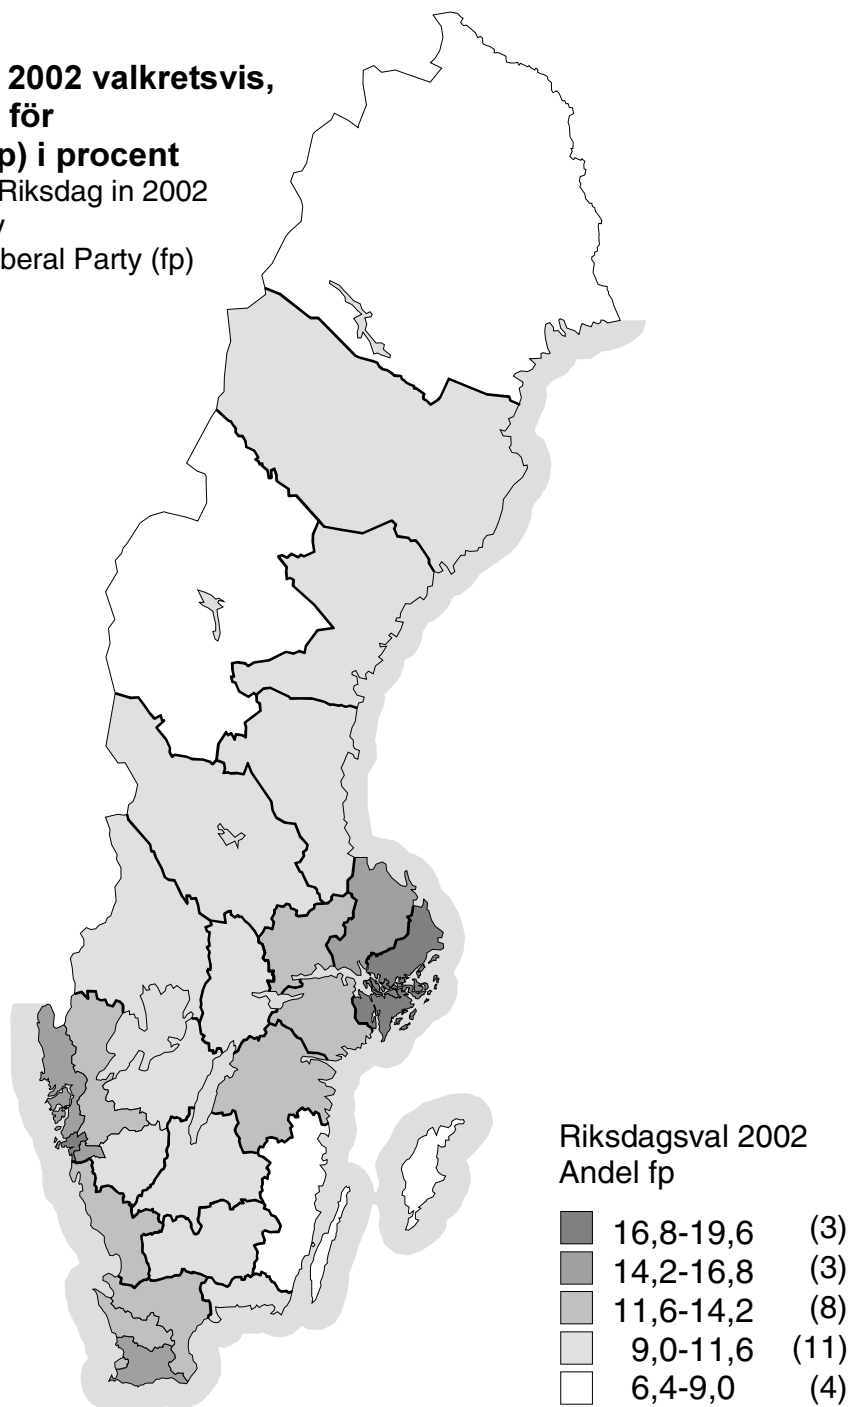 2002 valkretsvis,
för
p) i procent
Riksdag in 2002
beral Party (fp)
Riksdagsval 2002
Andel fp
16,8-19,6 (3)
14,2-16,8 (3)
11,6-14,2 (8)
9,0-11,6 (11)
6,4-9,0 (4)